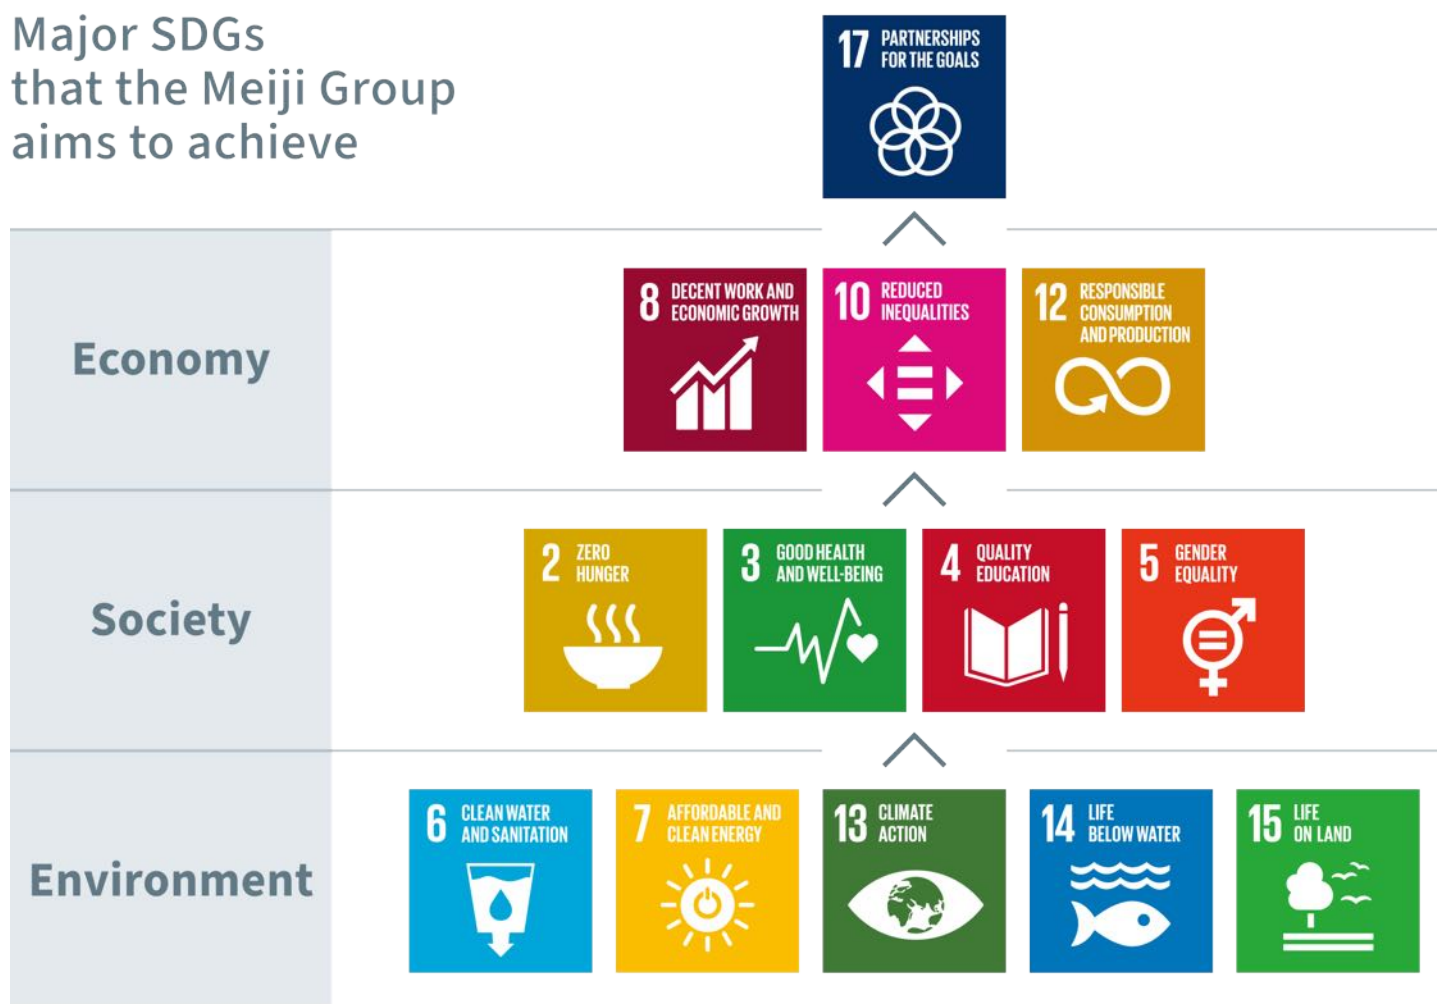 Major SDGs
that the Meiji Group
aims to achieve
17 PARTNERSHIPS
FOR THE GOALS
Economy
8 DECENT WORK AND
ECONOMIC GROWTH
10 REDUCED
INEQUALITIES
12 RESPONSIBLE
CONSUMPTION
AND PRODUCTION
Society
2 ZERO
HUNGER
3 GOOD HEALTH
AND WELL-BEING
4 QUALITY
EDUCATION
5 GENDER
EQUALITY
Environment
6 CLEAN WATER
AND SANITATION
7 AFFORDABLE AND
CLEAN ENERGY
13 CLIMATE
ACTION
14 LIFE
BELOW WATER
15 LIFE
ON LAND